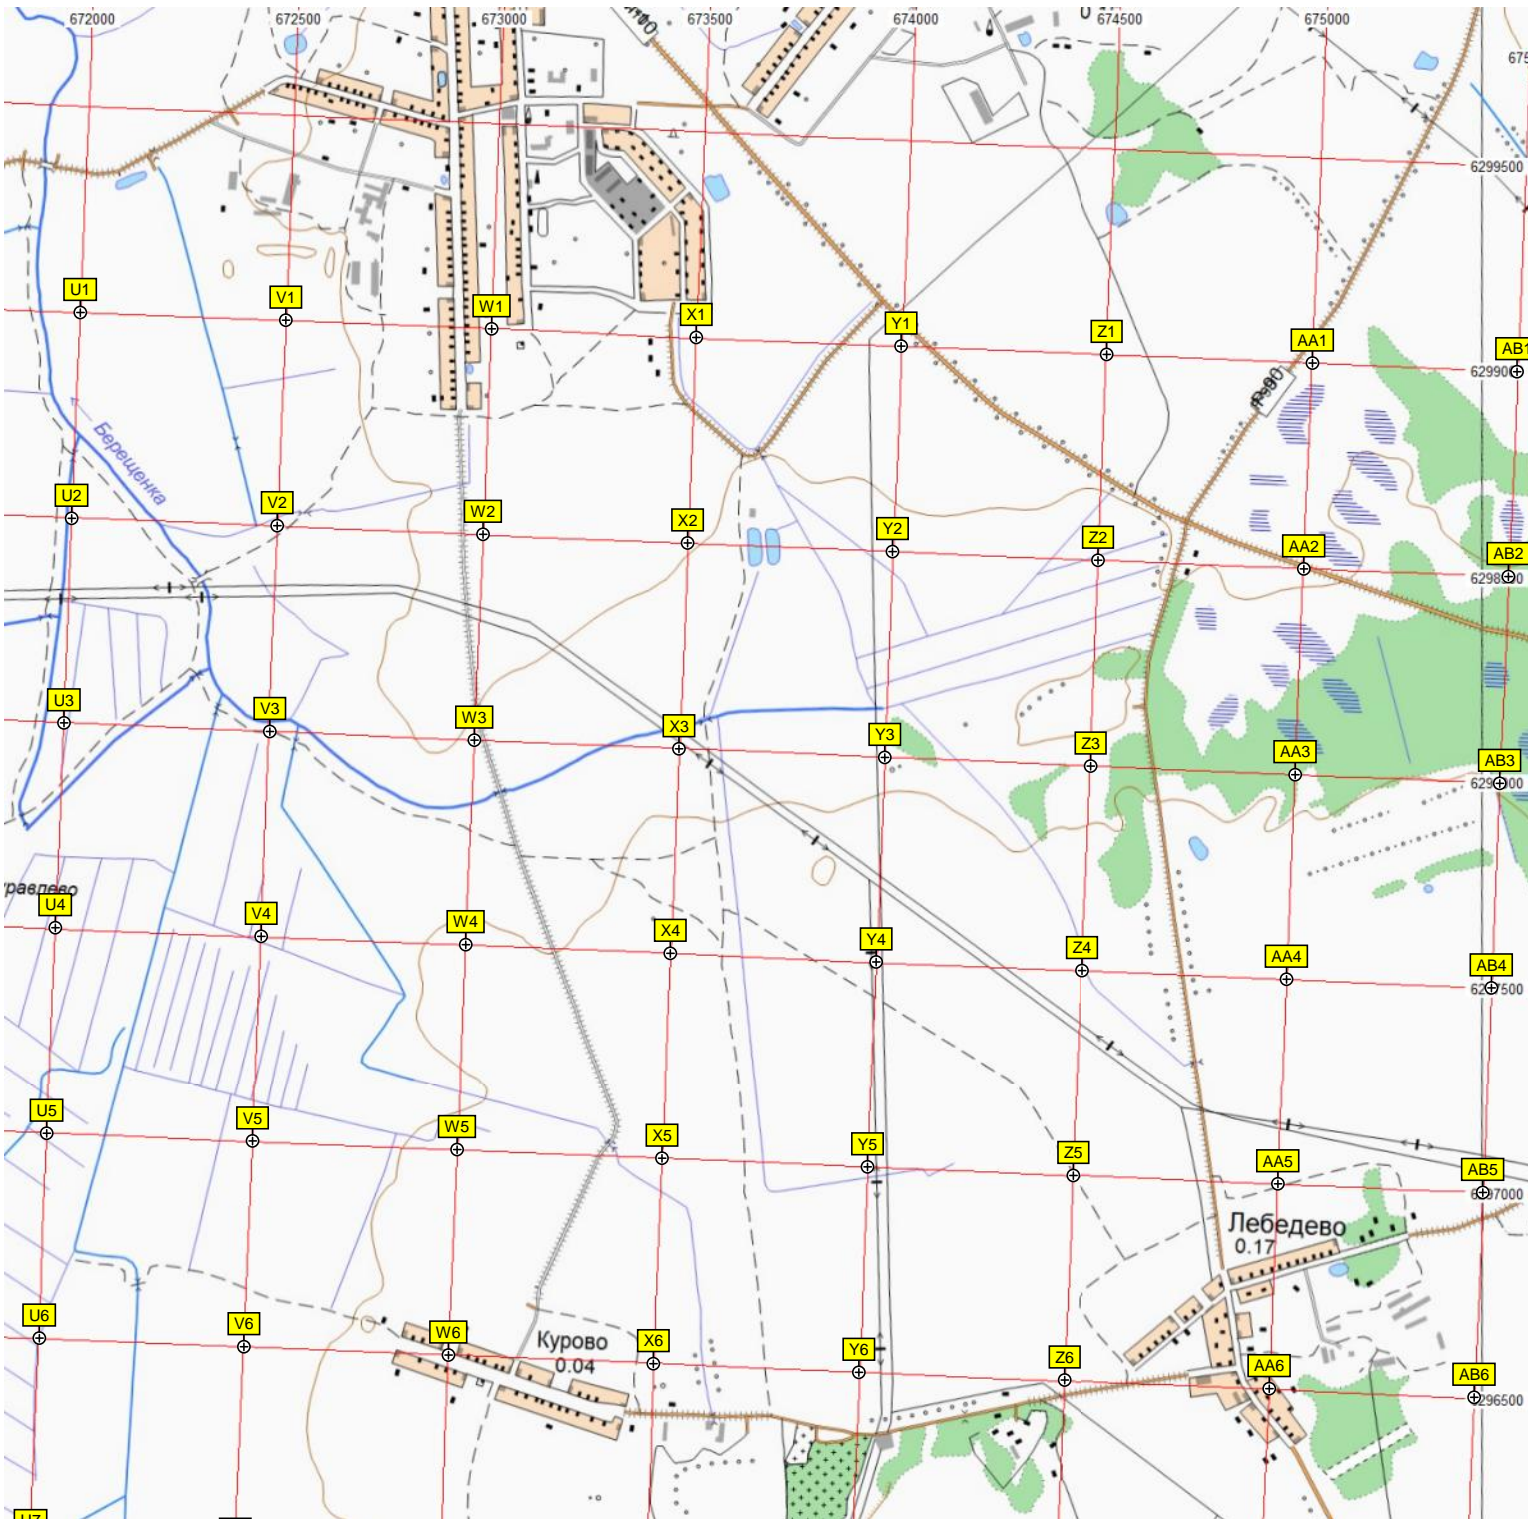 672000 672500 673000 673500 674000 674500 675000
6299500
U1 V1 W1 X1 Y1 Z1 AA1 AB1
P-90
Берещенка
U2 V2 W2 X2 Y2 Z2 AA2 AB2
U3 V3 W3 X3 Y3 Z3 AA3 AB3
U4 V4 W4 X4 Y4 Z4 AA4 AB4
U5 V5 W5 X5 Y5 Z5 AA5 AB5
Лебедево
0.17
U6 V6 W6 X6 Y6 Z6 AA6 AB6
Курово
0.04